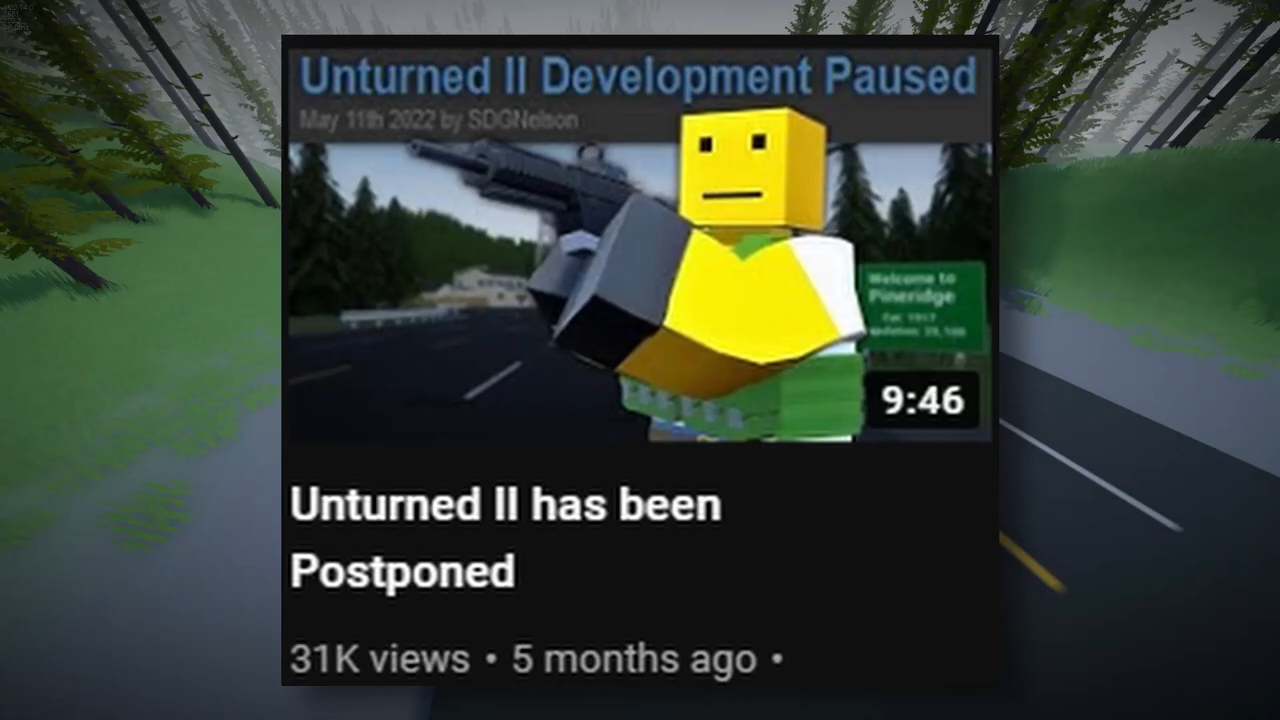 Unturned II Development Paused
May 11th 2022 by SDGNelson
Welcome to
Pineridge
9:46
Unturned II has been
Postponed
31K views • 5 months ago •